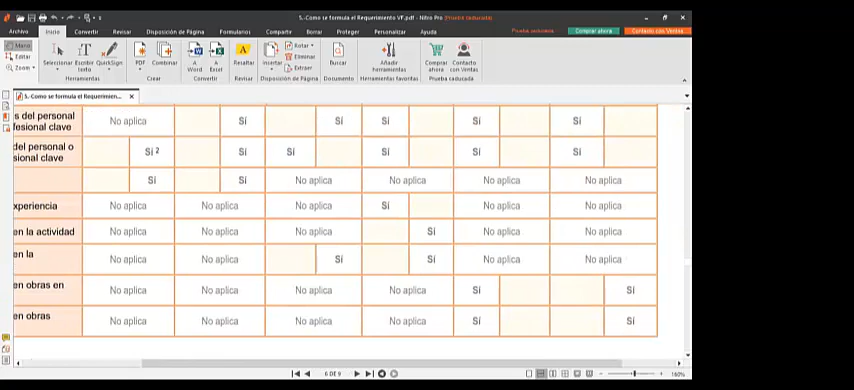 5.-Como se formula el Requerimiento VF.pdf - Nitro Pro (Prueba caducada)
Archivo Inicio Convertir Revisar Disposición de Página Formularios Compartir Borrar Proteger Personalizar Ayuda Prueba caducada Comprar ahora Contacto con Ventas
Mano
Editar
Zoom
Seleccionar
Escribir texto
QuickSign
PDF
Combinar
A Word
A Excel
Revisar
Insertar
Rotar
Eliminar
Extraer
Buscar
Añadir herramientas
Comprar ahora
Contacto con Ventas
Herramientas Crear Convertir Revisar Disposición de Página Documento Herramientas favoritas Prueba caducada
5.-Como se formula el Requerimien... ×
s del personal
fesional clave No aplica Sí Sí Sí Sí Sí
del personal o
sional clave Sí 2 Sí Sí Sí Sí Sí
Sí Sí No aplica No aplica No aplica No aplica
xperiencia No aplica No aplica No aplica Sí No aplica No aplica
en la actividad No aplica No aplica No aplica Sí No aplica No aplica
en la No aplica No aplica Sí Sí No aplica No aplica
en obras en No aplica No aplica No aplica No aplica Sí Sí
en obras No aplica No aplica No aplica No aplica Sí Sí
6 DE 9
160%